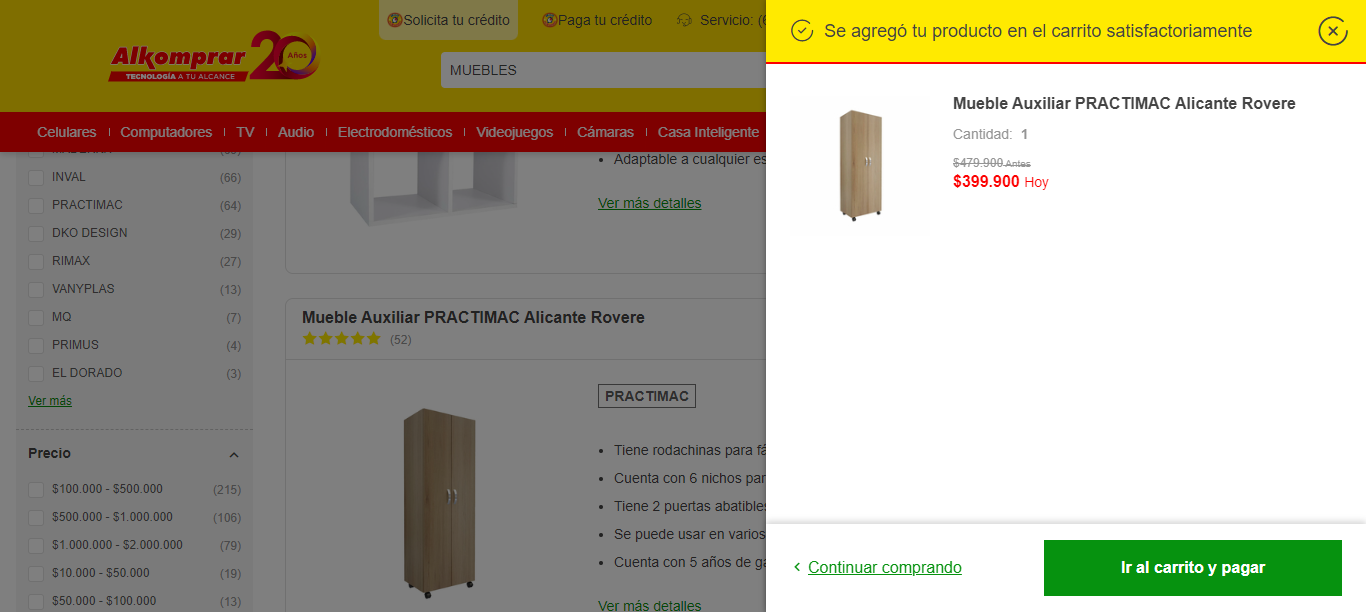 Solicita tu crédito
Paga tu crédito
Servicio: (6
Alkomprar 20 Años
TECNOLOGÍA A TU ALCANCE
MUEBLES
Celulares
Computadores
TV
Audio
Electrodomésticos
Videojuegos
Cámaras
Casa Inteligente
INVAL (66)
PRACTIMAC (64)
DKO DESIGN (29)
RIMAX (27)
VANYPLAS (13)
MQ (7)
PRIMUS (4)
EL DORADO (3)
Ver más
Precio
$100.000 - $500.000 (215)
$500.000 - $1.000.000 (106)
$1.000.000 - $2.000.000 (79)
$10.000 - $50.000 (19)
$50.000 - $100.000 (13)
• Adaptable a cualquier es
Ver más detalles
Mueble Auxiliar PRACTIMAC Alicante Rovere
(52)
PRACTIMAC
• Tiene rodachinas para fá
• Cuenta con 6 nichos par
• Tiene 2 puertas abatibles
• Se puede usar en varios
• Cuenta con 5 años de ga
Ver más detalles
Se agregó tu producto en el carrito satisfactoriamente
Mueble Auxiliar PRACTIMAC Alicante Rovere
Cantidad: 1
$479.900 Antes
$399.900 Hoy
Continuar comprando
Ir al carrito y pagar